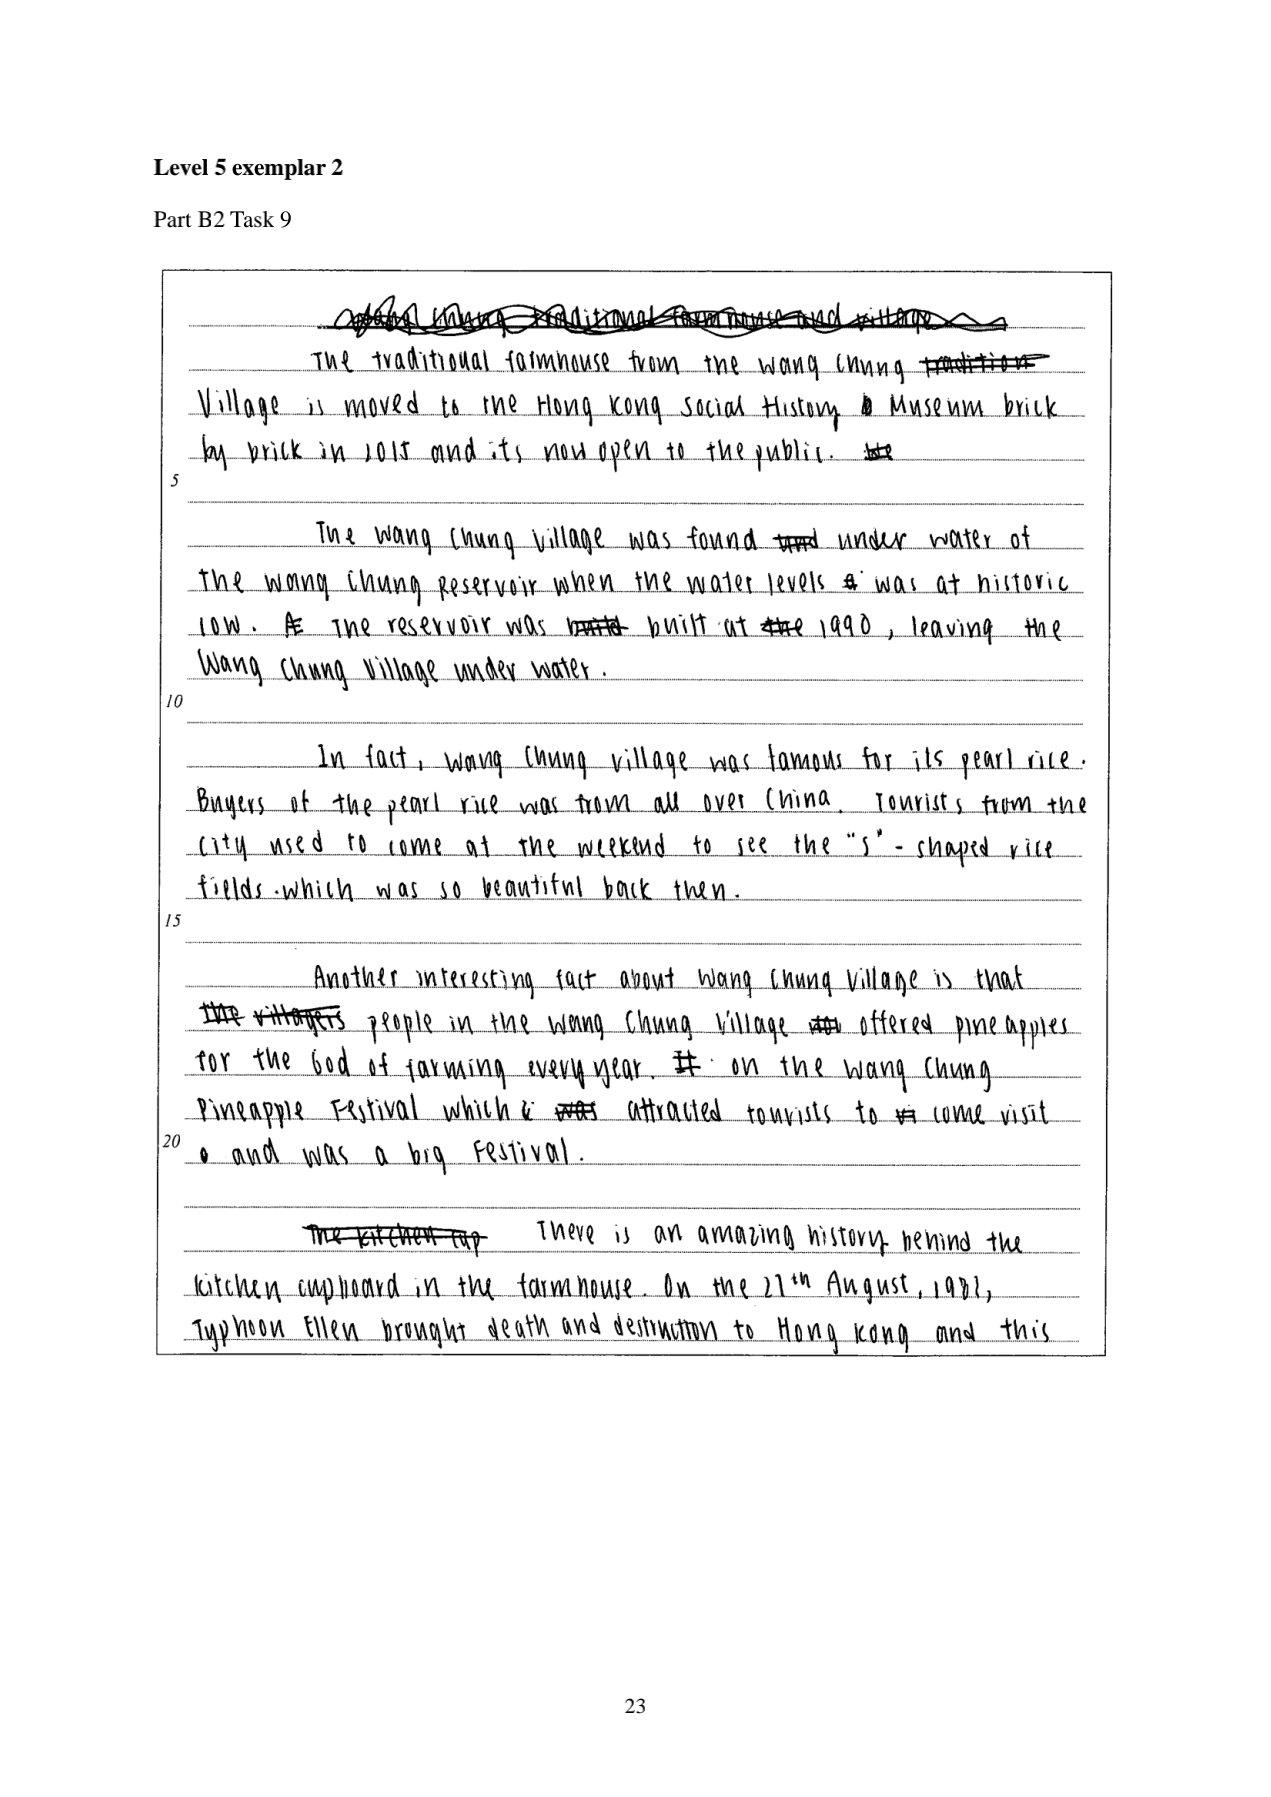 Level 5 exemplar 2
Part B2 Task 9
The traditional farmhouse from the Wang Chung
Village is moved to the Hong Kong Social History Museum brick
by brick in 2015 and its now open to the public.
5
The Wang Chung Village was found under water of
the Wang Chung Reservoir when the water levels was at historic
low. The reservoir was built at 1990, leaving the
Wang Chung Village under water.
10
In fact, Wang Chung Village was famous for its pearl rice.
Buyers of the pearl rice was from all over China. Tourists from the
city used to come at the weekend to see the "S" - shaped rice
fields which was so beautiful back then.
15
Another interesting fact about Wang Chung Village is that
people in the Wang Chung Village offered pineapples
for the God of farming every year. on the Wang Chung
Pineapple Festival which attracted tourists to come visit
20
and was a big Festival.
There is an amazing history behind the
kitchen cupboard in the farmhouse. On the 27th August,
Typhoon Ellen brought death and destruction to Hong Kong and this
23